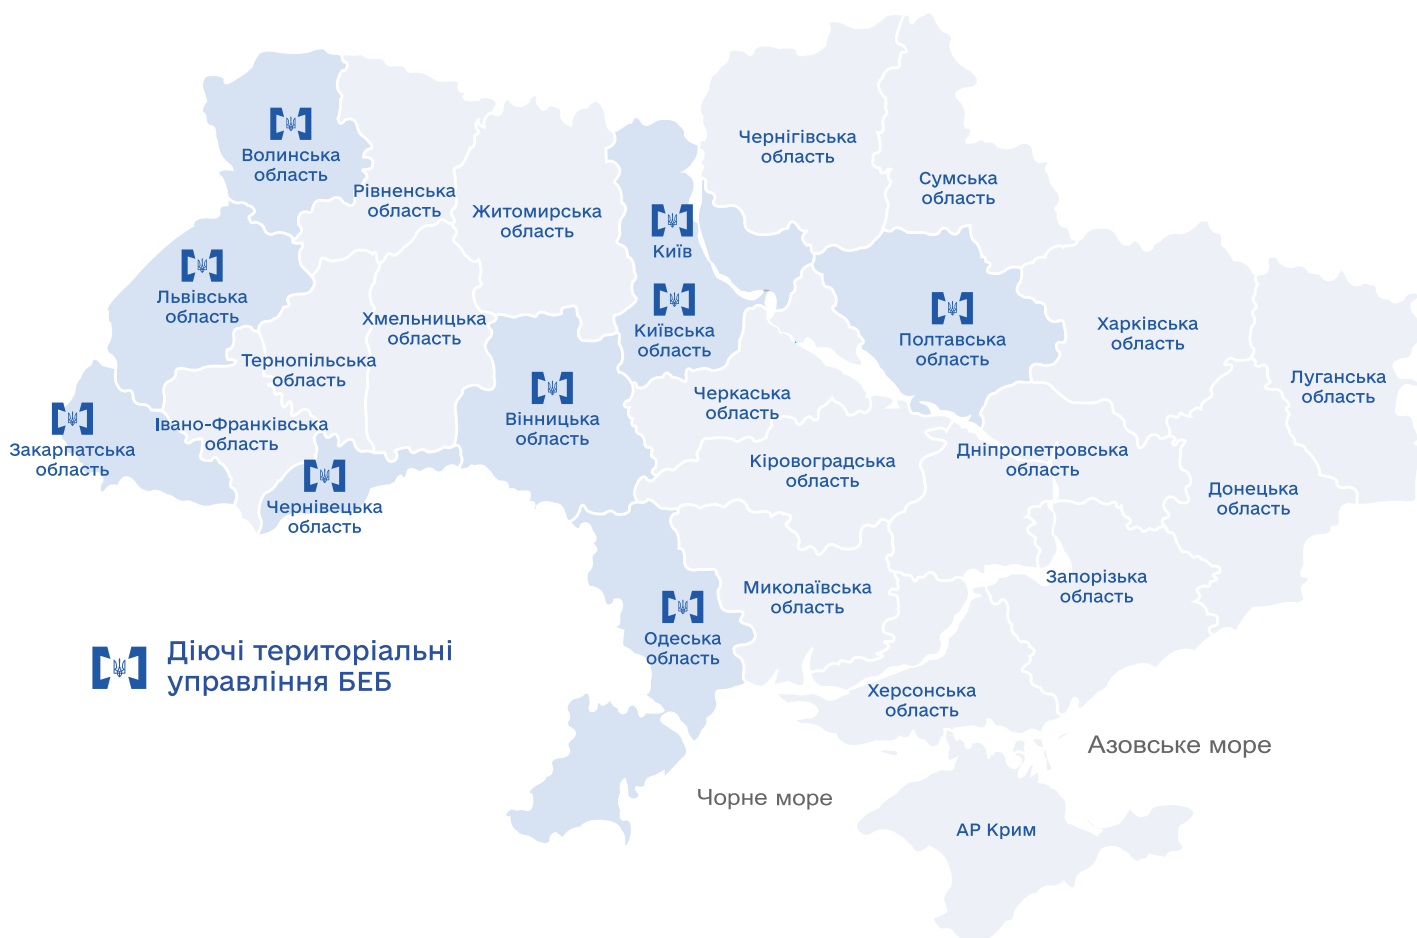 Чернігівська
область
Волинська
область
Сумська
область
Рівненська
область
Житомирська
область
Київ
Львівська
область
Хмельницька
область
Київська
область
Полтавська
область
Харківська
область
Тернопільська
область
Луганська
область
Черкаська
область
Вінницька
область
Івано-Франківська
область
Закарпатська
область
Дніпропетровська
область
Кіровоградська
область
Донецька
область
Чернівецька
область
Запорізька
область
Миколаївська
область
Одеська
область
Діючі територіальні
управління БЕБ
Херсонська
область
Азовське море
Чорне море
АР Крим